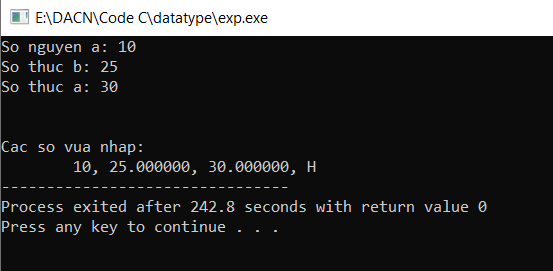 E:\DACN\Code C\datatype\exp.exe
So nguyen a: 10
So thuc b: 25
So thuc a: 30
Cac so vua nhap:
10, 25.000000, 30.000000, H
--------------------------------
Process exited after 242.8 seconds with return value 0
Press any key to continue . . .